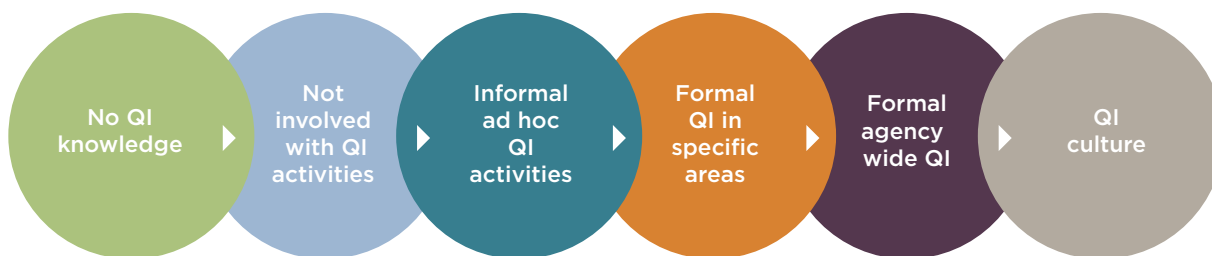 No QI
knowledge
Not
involved
with QI
activities
Informal
ad hoc
QI
activities
Formal
QI in
specific
areas
Formal
agency
wide QI
QI
culture